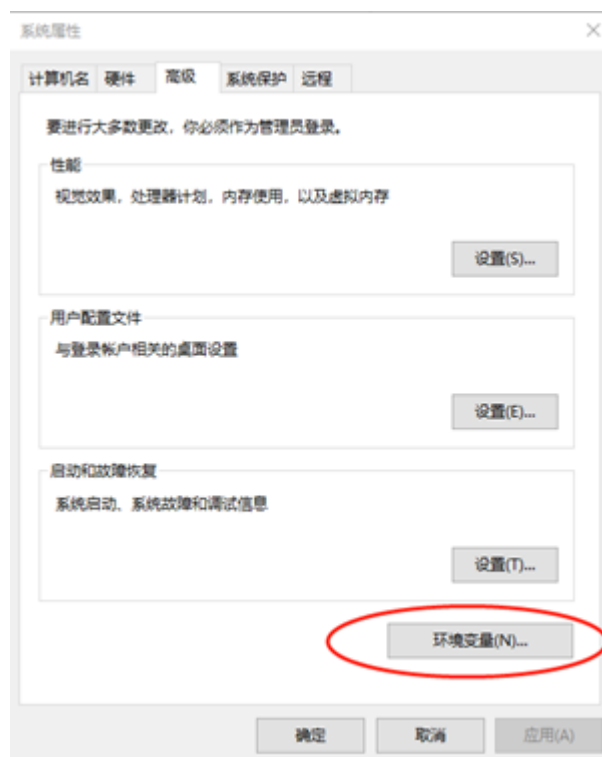 系统属性
计算机名 硬件 高级 系统保护 远程
要进行大多数更改，你必须作为管理员登录。
性能
视觉效果，处理器计划，内存使用，以及虚拟内存
设置(S)...
用户配置文件
与登录帐户相关的桌面设置
设置(E)...
启动和故障恢复
系统启动、系统故障和调试信息
设置(T)...
环境变量(N)...
确定 取消 应用(A)